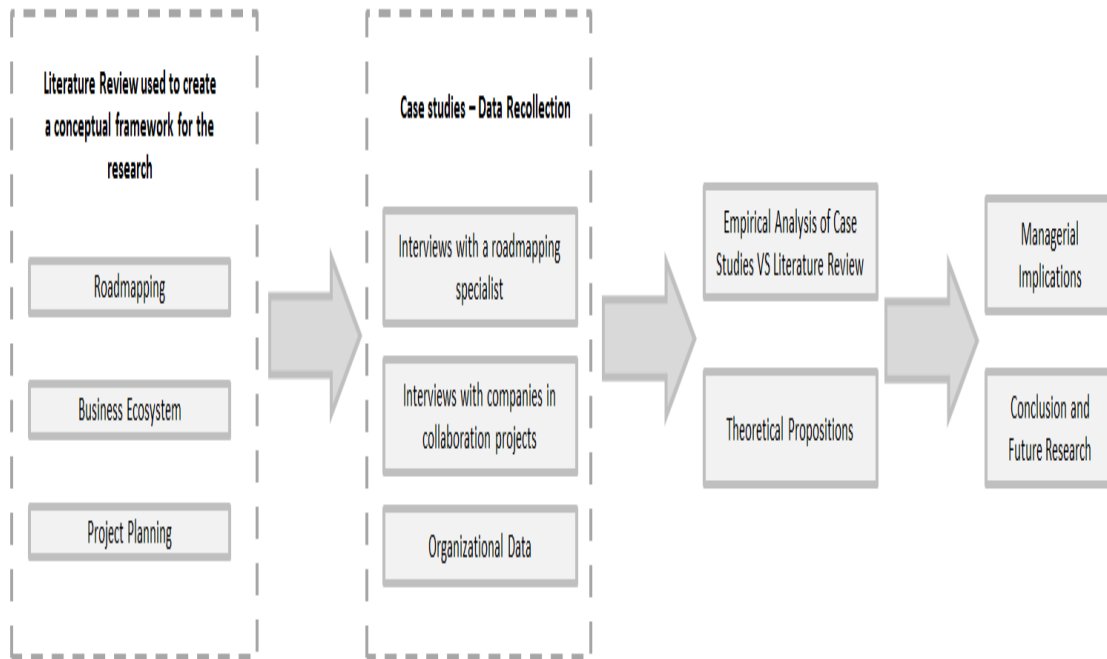 Literature Review used to create
a conceptual framework for the
research
Roadmapping
Business Ecosystem
Project Planning
Case studies – Data Recollection
Interviews with a roadmapping
specialist
Interviews with companies in
collaboration projects
Organizational Data
Empirical Analysis of Case
Studies VS Literature Review
Theoretical Propositions
Managerial
Implications
Conclusion and
Future Research